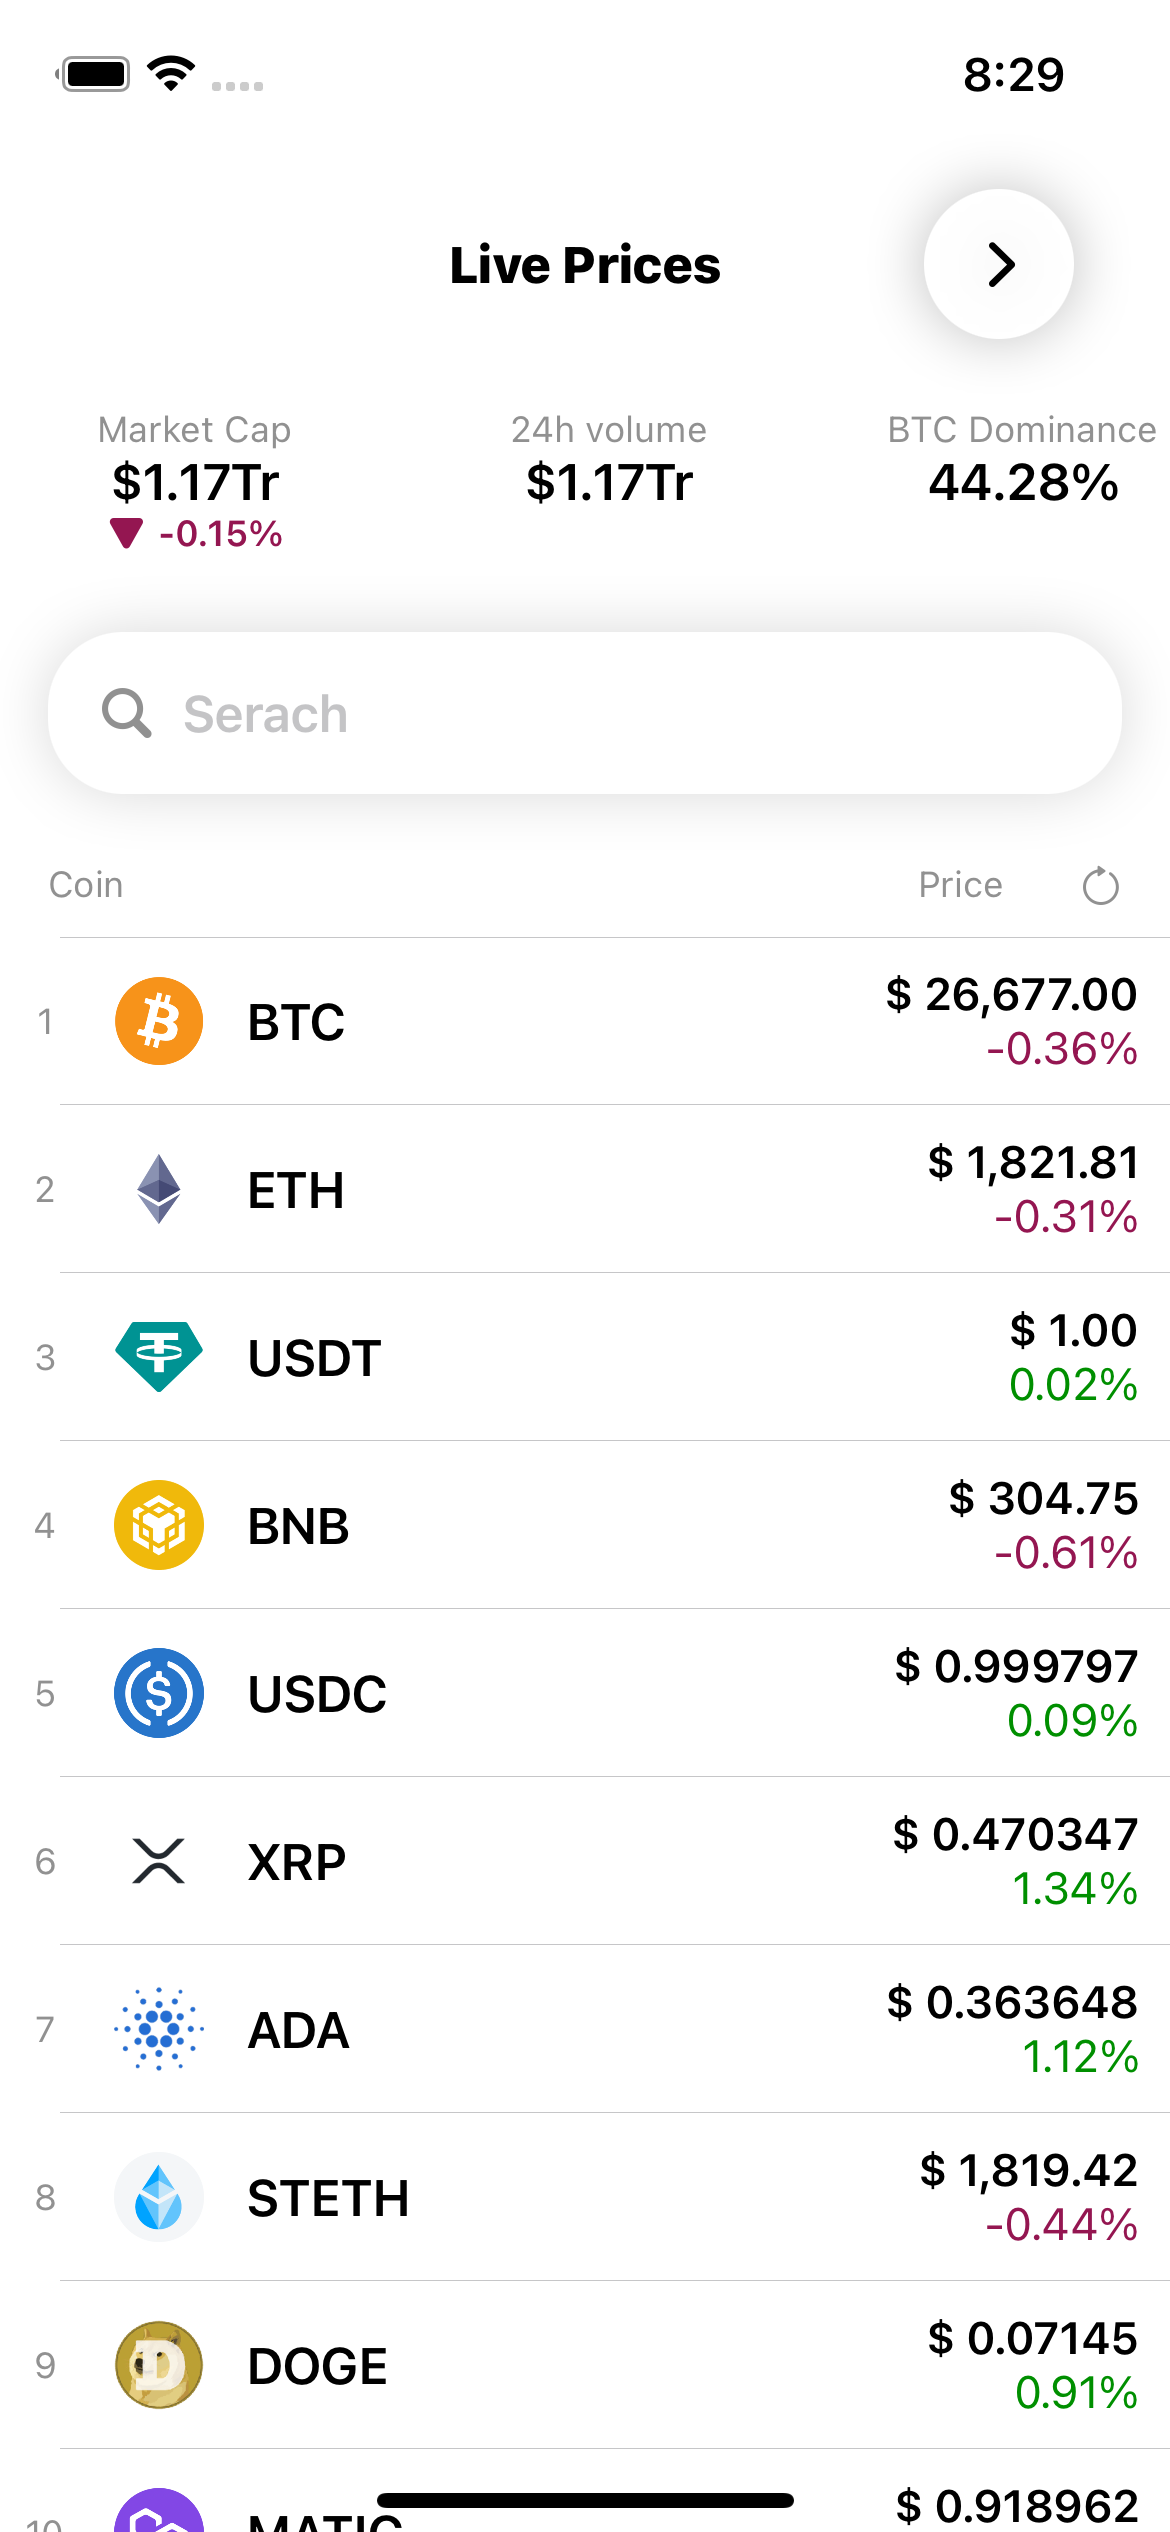 8:29
Live Prices
Market Cap 24h volume BTC Dominance
$1.17Tr $1.17Tr 44.28%
-0.15%
Serach
Coin Price
1 BTC $ 26,677.00
-0.36%
2 ETH $ 1,821.81
-0.31%
3 USDT $ 1.00
0.02%
4 BNB $ 304.75
-0.61%
5 USDC $ 0.999797
0.09%
6 XRP $ 0.470347
1.34%
7 ADA $ 0.363648
1.12%
8 STETH $ 1,819.42
-0.44%
9 DOGE $ 0.07145
0.91%
10 MATIC $ 0.918962